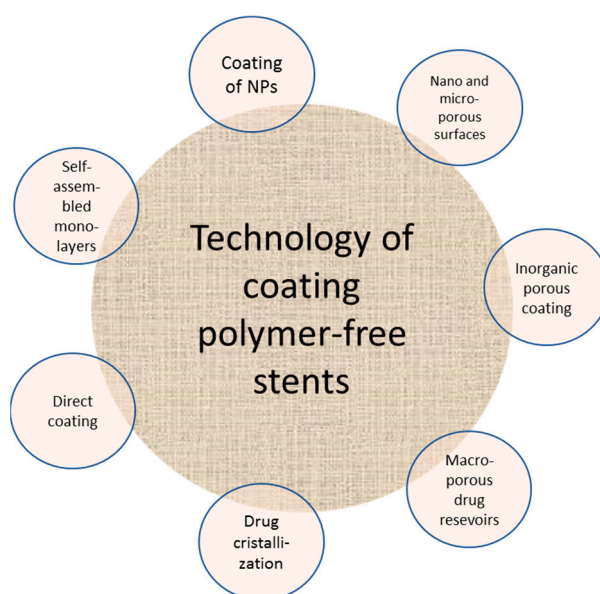 Coating
of NPs
Nano and
micro-
porous
surfaces
Self-
assem-
bled
mono-
layers
Technology of
coating
polymer-free
stents
Inorganic
porous
coating
Direct
coating
Macro-
porous
drug
resevoirs
Drug
cristalli-
zation